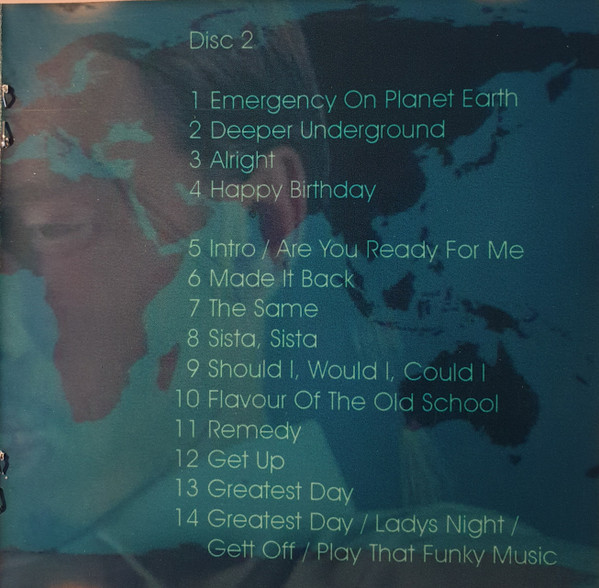 Disc 2
1 Emergency On Planet Earth
2 Deeper Underground
3 Alright
4 Happy Birthday
5 Intro / Are You Ready For Me
6 Made It Back
7 The Same
8 Sista, Sista
9 Should I, Would I, Could I
10 Flavour Of The Old School
11 Remedy
12 Get Up
13 Greatest Day
14 Greatest Day / Ladys Night /
Gett Off / Play That Funky Music